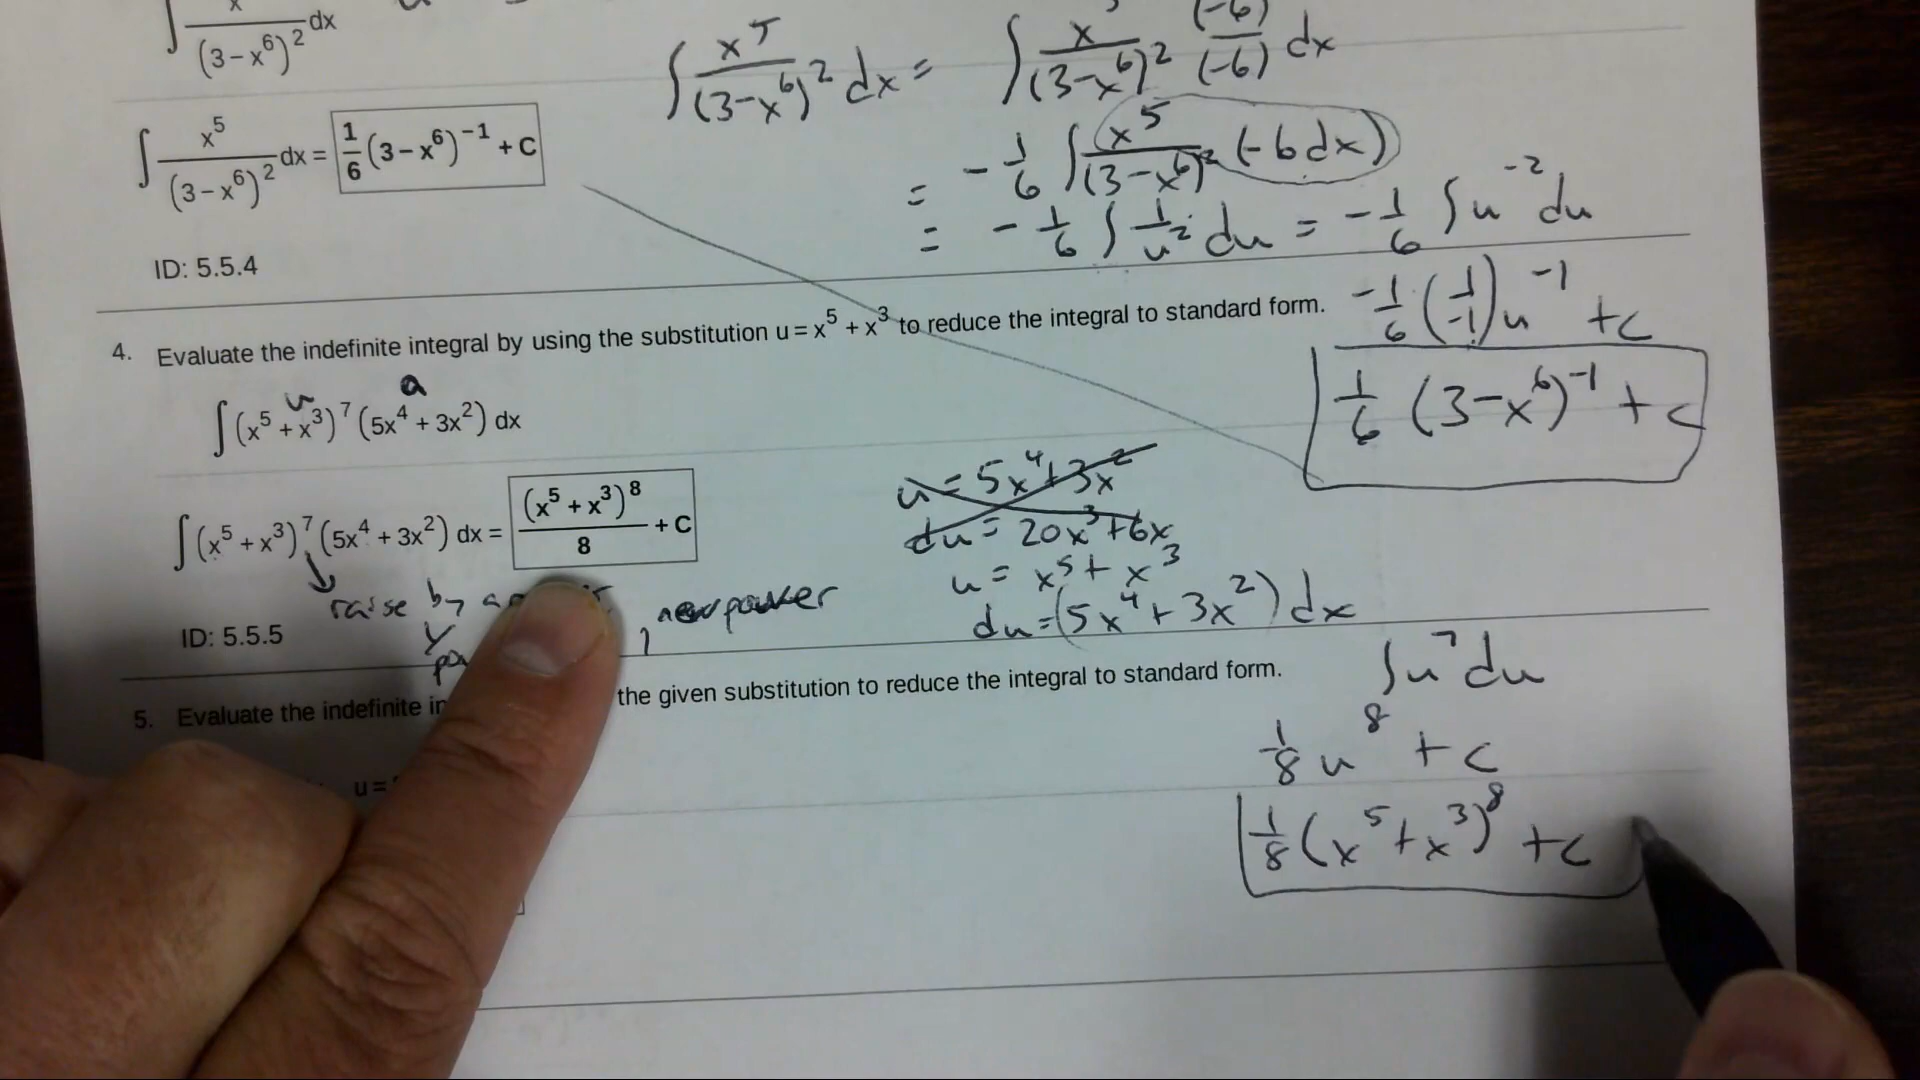 ∫ x/(3−x⁶)² dx
∫ x⁵/(3−x⁶)² dx = ∫ x/(3−x⁶)² (−6)/(−6) dx
∫ x⁵/(3−x⁶)² dx = 1/6 (3−x⁶)⁻¹ + C
= −1/6 ∫ x⁵/(3−x⁶)² (−6dx)
= −1/6 ∫ 1/u² du = −1/6 ∫ u⁻² du
ID: 5.5.4
−1/6 (1/−1) u⁻¹ + c
1/6 (3−x⁶)⁻¹ + c
4. Evaluate the indefinite integral by using the substitution u = x⁵ + x³ to reduce the integral to standard form.
u a
∫ (x⁵ + x³)⁷ (5x⁴ + 3x²) dx
∫ (x⁵ + x³)⁷ (5x⁴ + 3x²) dx = (x⁵ + x³)⁸/8 + C
u = 5x⁴+3x²
du = 20x³+6x
u = x⁵ + x³
du = (5x⁴ + 3x²) dx
raise by
new power
ID: 5.5.5
∫ u⁷ du
1/8 u⁸ + c
1/8 (x⁵+x³)⁸ + c
5. Evaluate the indefinite the given substitution to reduce the integral to standard form.
u =